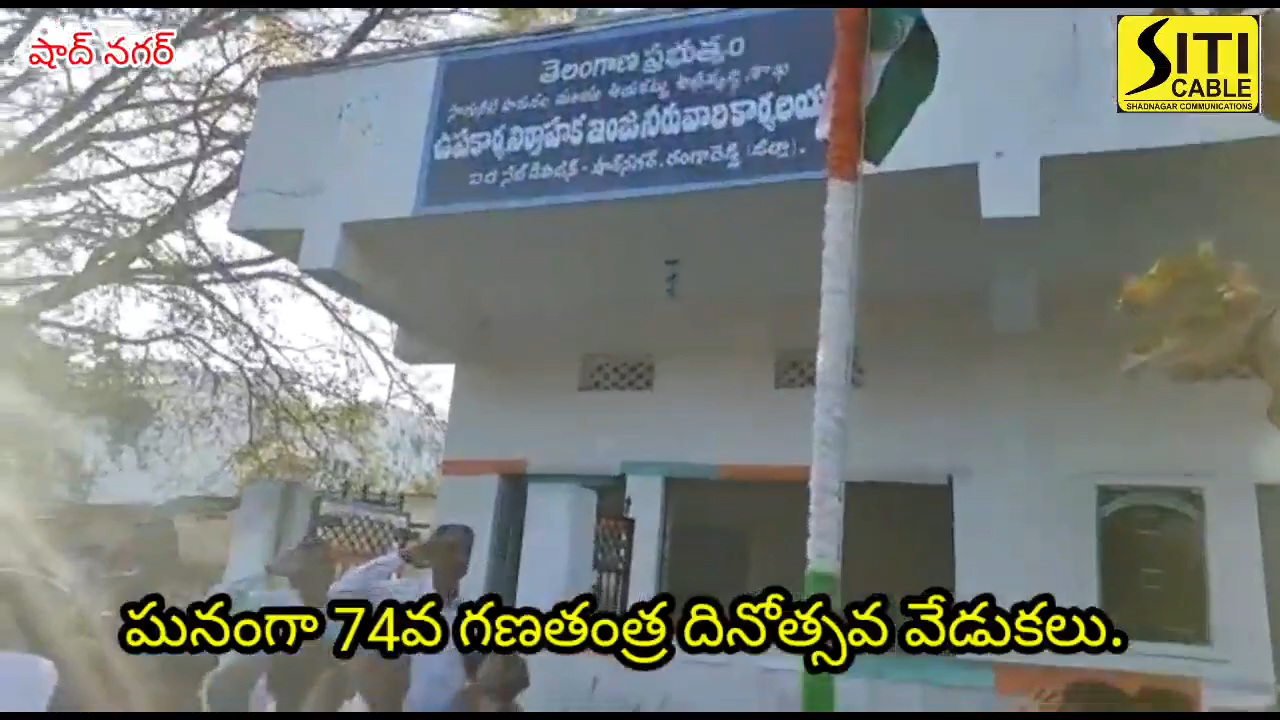 షాద్ నగర్
SITI
CABLE
SHADNAGAR COMMUNICATIONS
తెలంగాణ ప్రభుత్వం
ఉపకార్యనిర్వాహక ఇంజనీరువారి కార్యాలయం
రంగారెడ్డి (జిల్లా).
ఘనంగా 74వ గణతంత్ర దినోత్సవ వేడుకలు.